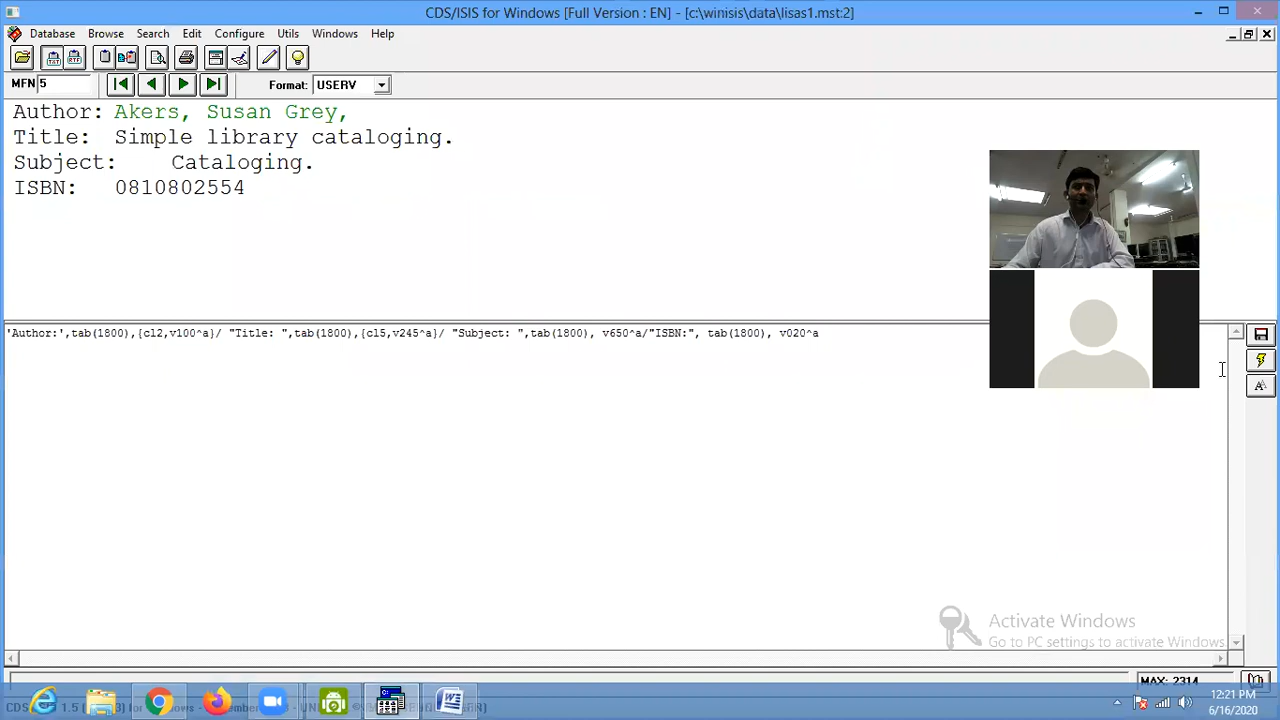 CDS/ISIS for Windows [Full Version : EN] - [c:\winisis\data\lisas1.mst:2]
Database Browse Search Edit Configure Utils Windows Help
MFN 5 Format: USERV
Author: Akers, Susan Grey,
Title: Simple library cataloging.
Subject: Cataloging.
ISBN: 0810802554
'Author:',tab(1800),{cl2,v100^a}/ "Title: ",tab(1800),{cl5,v245^a}/ "Subject: ",tab(1800), v650^a/"ISBN:", tab(1800), v020^a
Activate Windows
Go to PC settings to activate Windows.
MAX: 2314
12:21 PM
6/16/2020